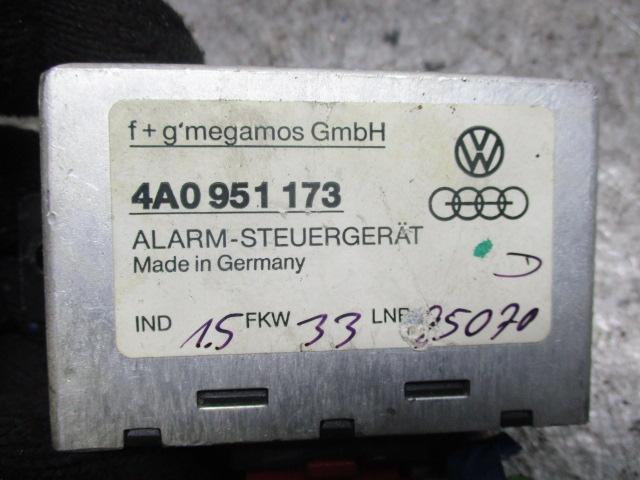 f+g'megamos GmbH
4A0 951 173
ALARM-STEUERGERÄT
Made in Germany
IND 1.5 FKW 33 LNR 25070